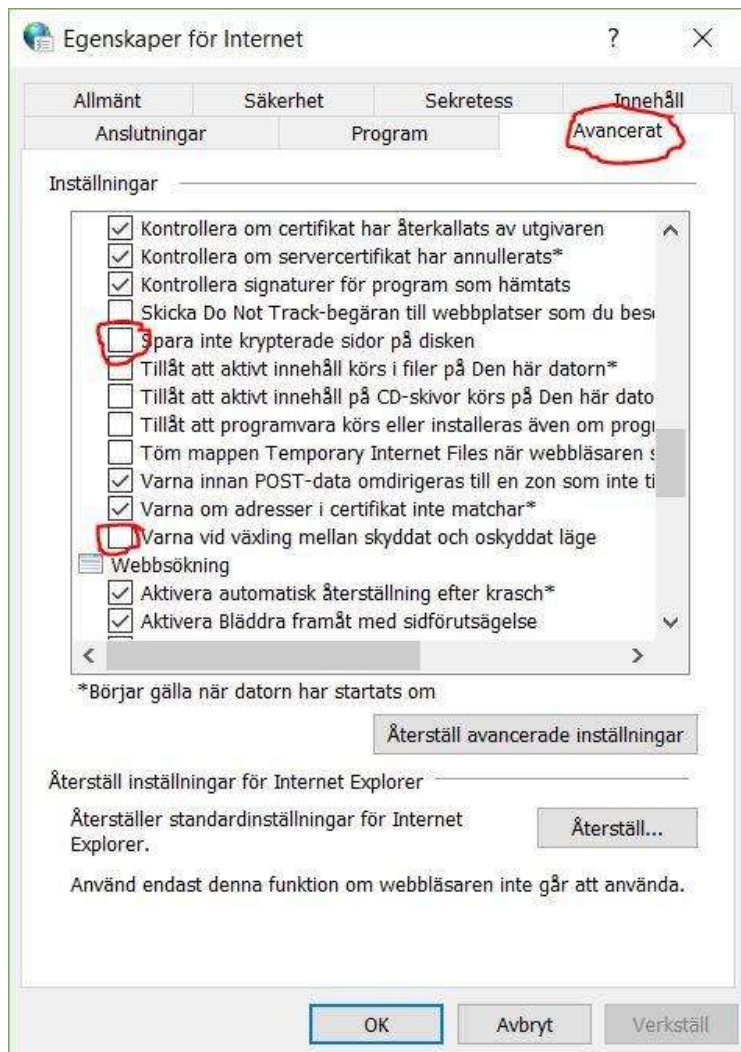 Egenskaper för Internet
Allmänt Säkerhet Sekretess Innehåll
Anslutningar Program Avancerat
Inställningar
Kontrollera om certifikat har återkallats av utgivaren
Kontrollera om servercertifikat har annullerats*
Kontrollera signaturer för program som hämtats
Skicka Do Not Track-begäran till webbplatser som du
Spara inte krypterade sidor på disken
Tillåt att aktivt innehåll körs i filer på Den här datorn*
Tillåt att aktivt innehåll på CD-skivor körs på Den här dato
Tillåt att programvara körs eller installeras även om
Töm mappen Temporary Internet Files när webbläsaren
Varna innan POST-data omdirigeras till en zon som inte
Varna om adresser i certifikat inte matchar*
Varna vid växling mellan skyddat och oskyddat läge
Webbsökning
Aktivera automatisk återställning efter krasch*
Aktivera Bläddra framåt med sidförutsägelse
*Börjar gälla när datorn har startats om
Återställ avancerade inställningar
Återställ inställningar för Internet Explorer
Återställer standardinställningar för Internet
Explorer.
Återställ...
Använd endast denna funktion om webbläsaren inte går att använda.
OK Avbryt Verkställ